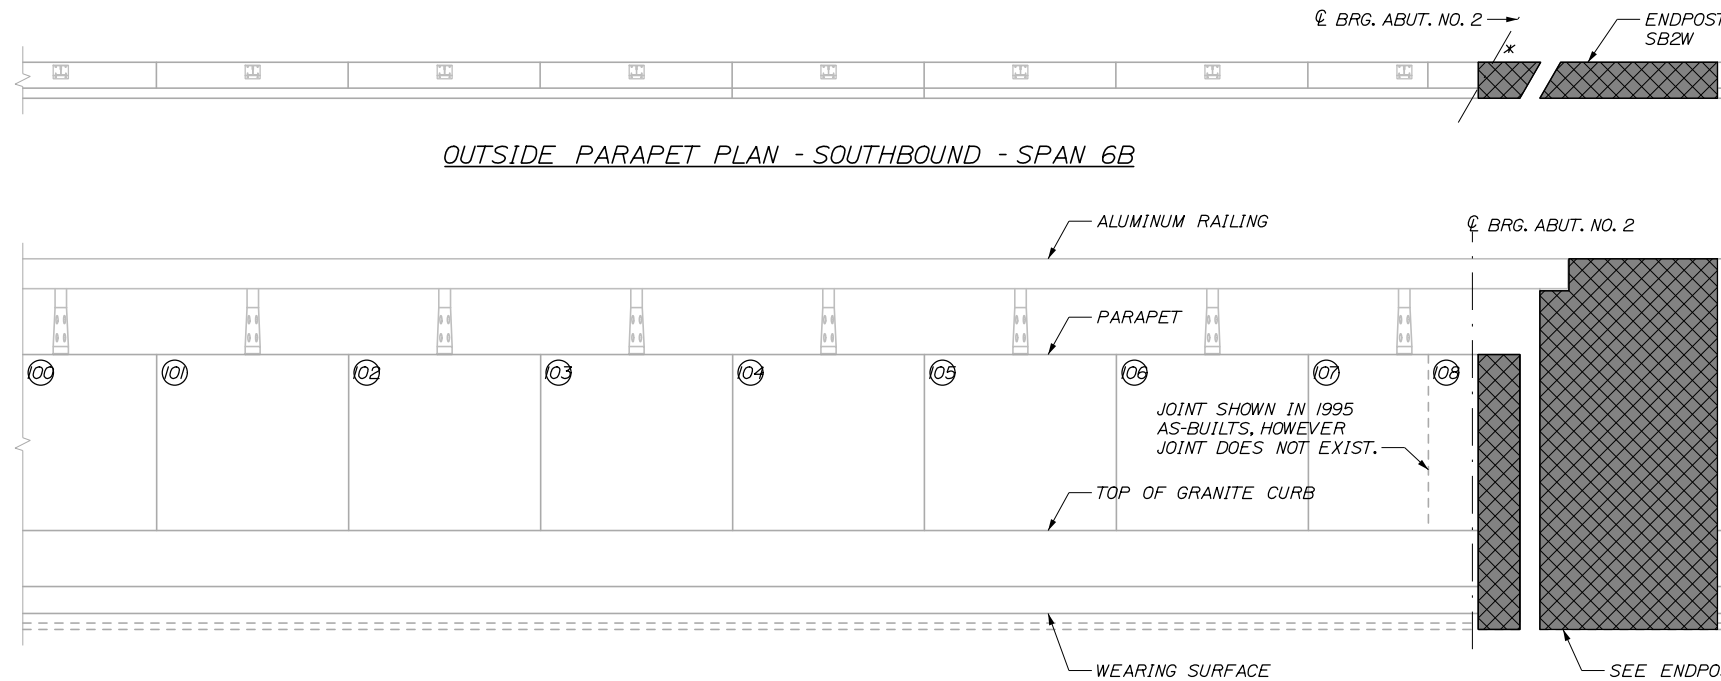 ℄ BRG. ABUT. NO. 2
ENDPOST
SB2W
*
OUTSIDE PARAPET PLAN - SOUTHBOUND - SPAN 6B
ALUMINUM RAILING
℄ BRG. ABUT. NO. 2
PARAPET
100 101 102 103 104 105 106 107 108
JOINT SHOWN IN 1995
AS-BUILTS, HOWEVER
JOINT DOES NOT EXIST.
TOP OF GRANITE CURB
WEARING SURFACE
SEE ENDPO